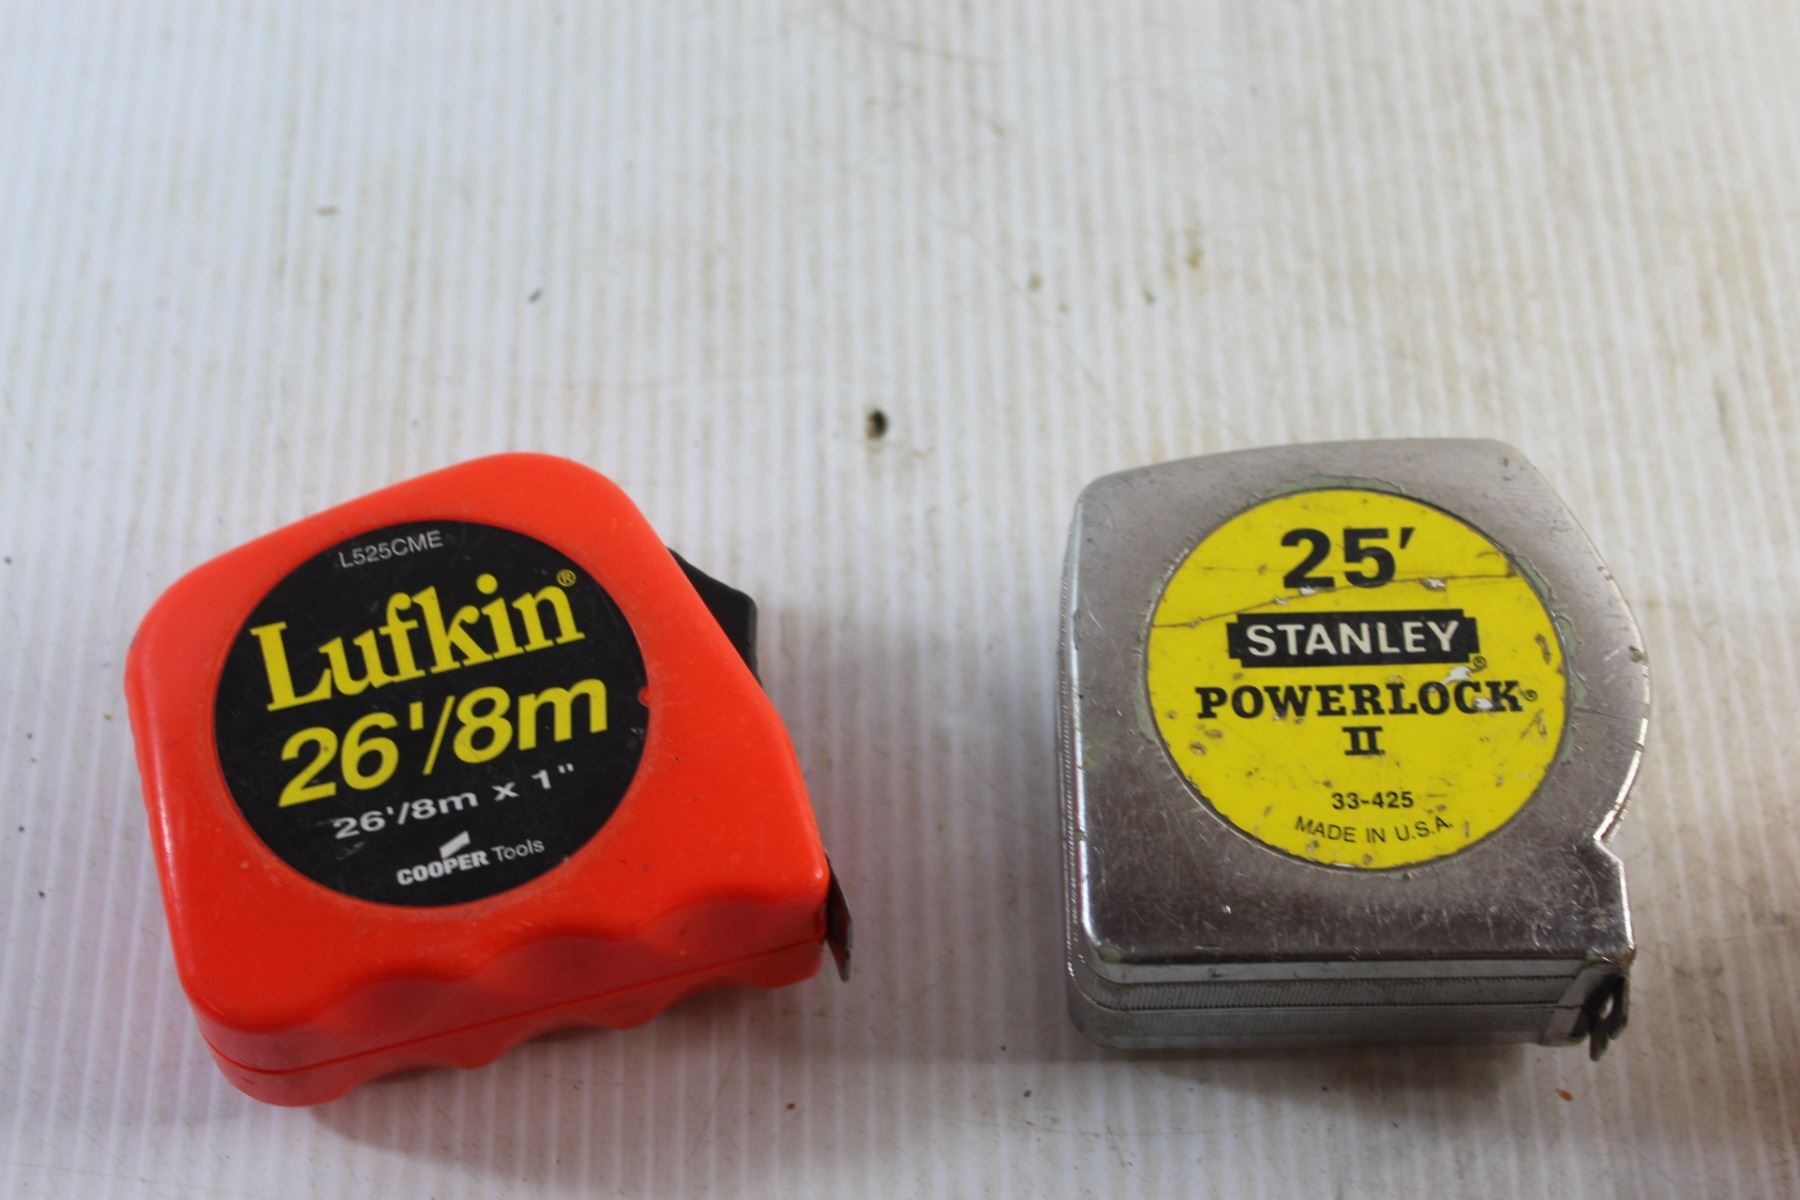 L525CME
Lufkin®
26'/8m
26'/8m x 1"
COOPER Tools
25'
STANLEY®
POWERLOCK®
II
33-425
MADE IN U.S.A.